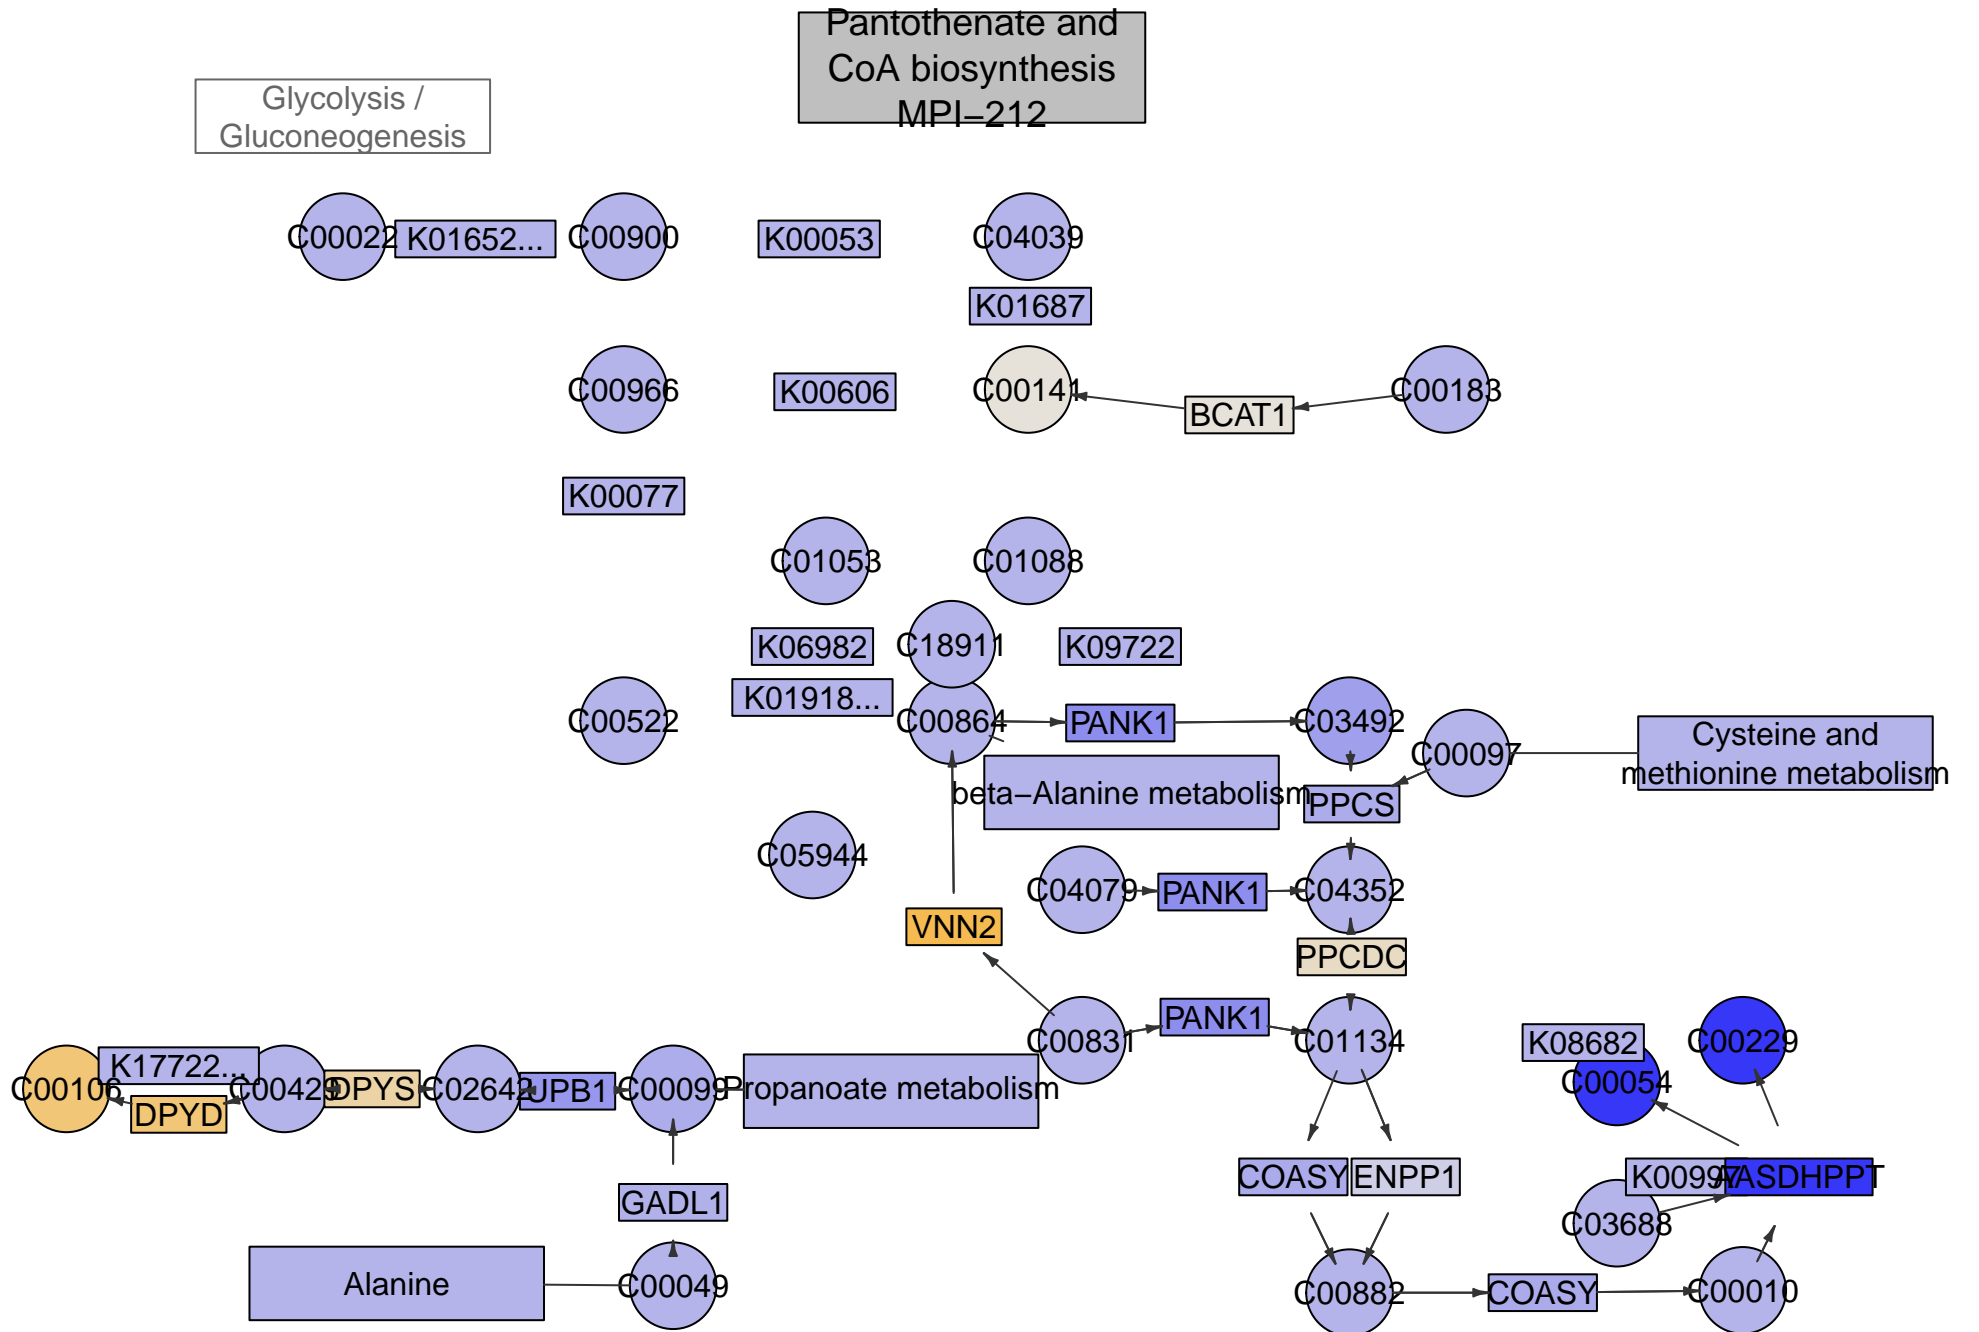 Pantothenate and
CoA biosynthesis
MPI−212
Glycolysis /
Gluconeogenesis
C00022
K01652...
C00900
K00053
C04039
K01687
C00966
K00606
C00141
BCAT1
C00183
K00077
C01053
C01088
K06982
C18911
K09722
K01918...
C00522
C00864
PANK1
C03492
C00097
Cysteine and
methionine metabolism
beta−Alanine metabolism
PPCS
C05944
C04079
PANK1
C04352
VNN2
PPCDC
C00831
PANK1
C01134
K08682
C00229
C00054
C00106
K17722...
DPYD
C00429
DPYS
C02642
UPB1
C00099
Propanoate metabolism
COASY
ENPP1
K00997
AASDHPPT
GADL1
C03688
Alanine
C00049
C00882
COASY
C00010